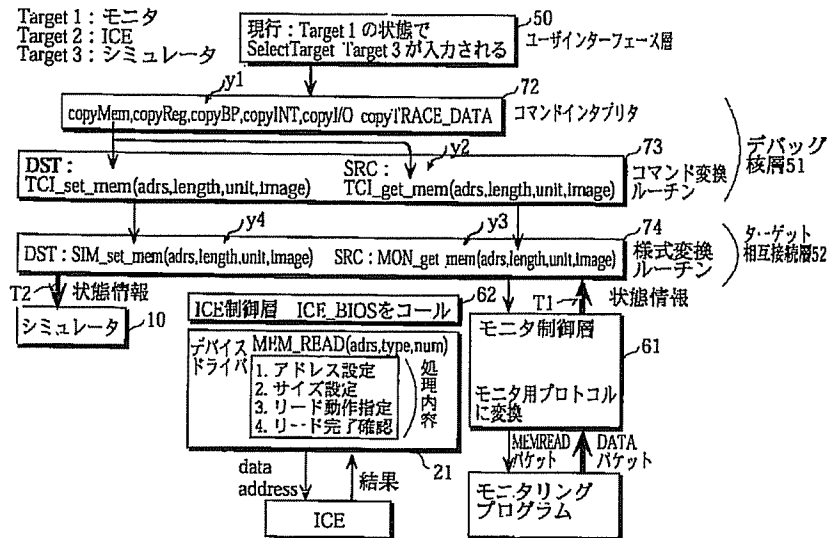 Target 1 : モニタ
Target 2 : ICE
Target 3 : シミュレータ
現行：Target 1 の状態で
SelectTarget Target 3 が入力される
50
ユーザインターフェース層
y1
72
copyMem,copyReg,copyBP,copyINT,copyI/O copyTRACE_DATA
コマンドインタプリタ
y2
73
DST :
TCI_set_mem(adrs,length,unit,image)
SRC :
TCI_get_mem(adrs,length,unit,image)
コマンド変換
ルーチン
デバッグ
核層51
y4
y3
74
DST : SIM_set_mem(adrs,length,unit,image)
SRC : MON_get_mem(adrs,length,unit,image)
様式変換
ルーチン
ターゲット
相互接続層52
T2
状態情報
シミュレータ
10
62
ICE制御層 ICE_BIOSをコール
デバイス
ドライバ
MEM_READ(adrs,type,num)
1. アドレス設定
2. サイズ設定
3. リード動作指定
4. リード完了確認
処理内容
21
data
address
結果
ICE
T1
状態情報
モニタ制御層
61
モニタ用プロトコル
に変換
MEMREAD
パケット
DATA
パケット
モニタリング
プログラム